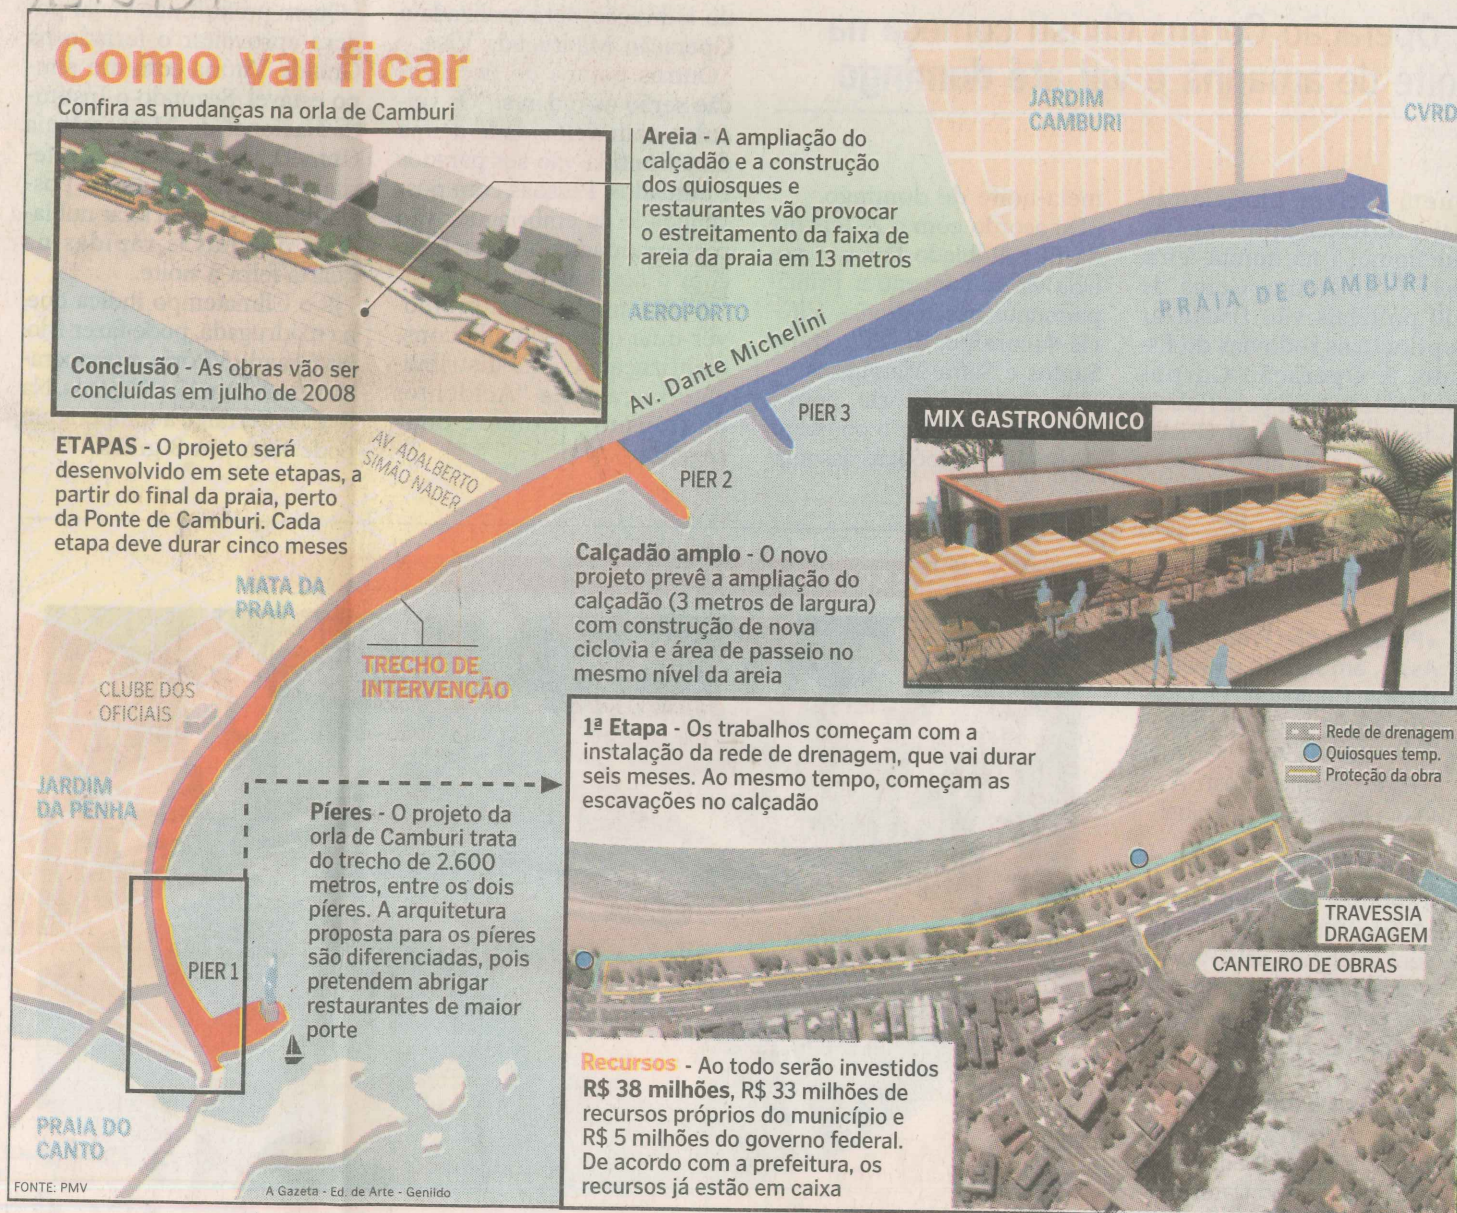 Como vai ficar
Confira as mudanças na orla de Camburi
Areia - A ampliação do
calçadão e a construção
dos quiosques e
restaurantes vão provocar
o estreitamento da faixa de
areia da praia em 13 metros
Conclusão - As obras vão ser
concluídas em julho de 2008
JARDIM
CAMBURI
CVRD
PRAIA DE CAMBURI
AEROPORTO
Av. Dante Michelini
PIER 3
PIER 2
ETAPAS - O projeto será
desenvolvido em sete etapas, a
partir do final da praia, perto
da Ponte de Camburi. Cada
etapa deve durar cinco meses
AV. ADALBERTO
SIMÃO NADER
MATA DA
PRAIA
TRECHO DE
INTERVENÇÃO
CLUBE DOS
OFICIAIS
JARDIM
DA PENHA
Calçadão amplo - O novo
projeto prevê a ampliação do
calçadão (3 metros de largura)
com construção de nova
ciclovia e área de passeio no
mesmo nível da areia
MIX GASTRONÔMICO
Píeres - O projeto da
orla de Camburi trata
do trecho de 2.600
metros, entre os dois
píeres. A arquitetura
proposta para os píeres
são diferenciadas, pois
pretendem abrigar
restaurantes de maior
porte
PIER 1
PRAIA DO
CANTO
1ª Etapa - Os trabalhos começam com a
instalação da rede de drenagem, que vai durar
seis meses. Ao mesmo tempo, começam as
escavações no calçadão
Rede de drenagem
Quiosques temp.
Proteção da obra
TRAVESSIA
DRAGAGEM
CANTEIRO DE OBRAS
Recursos - Ao todo serão investidos
R$ 38 milhões, R$ 33 milhões de
recursos próprios do município e
R$ 5 milhões do governo federal.
De acordo com a prefeitura, os
recursos já estão em caixa
FONTE: PMV
A Gazeta - Ed. de Arte - Genildo